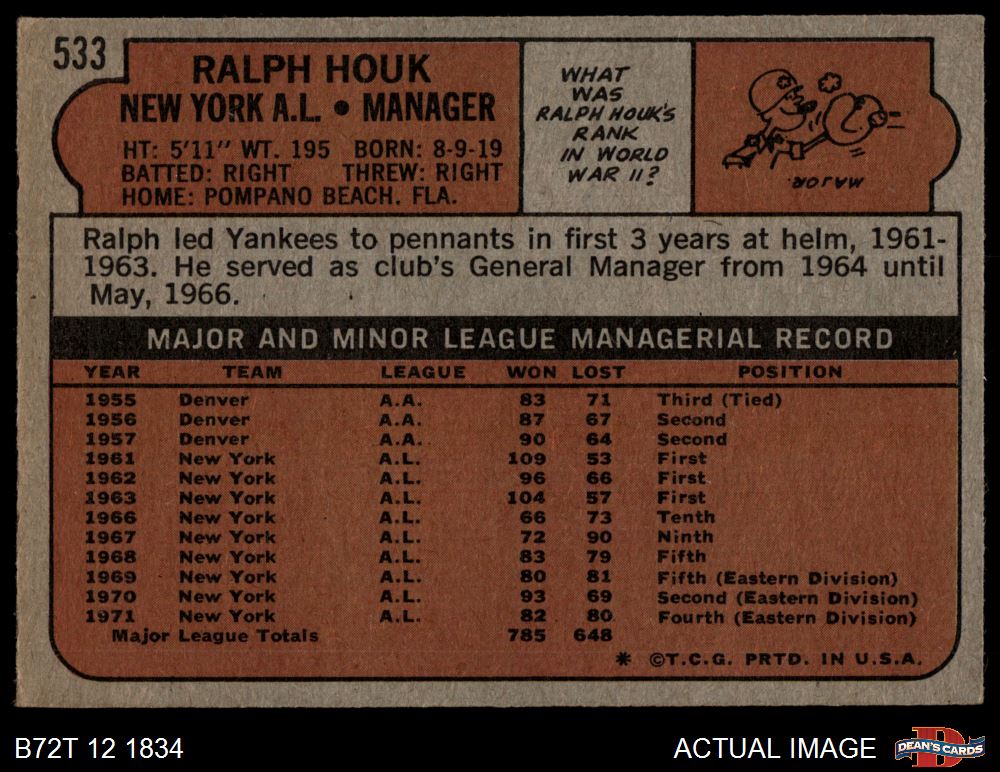 533
RALPH HOUK
NEW YORK A.L. • MANAGER
HT: 5'11" WT. 195 BORN: 8-9-19
BATTED: RIGHT THREW: RIGHT
HOME: POMPANO BEACH. FLA.
WHAT
WAS
RALPH HOUK'S
RANK
IN WORLD
WAR II?
MAJOR
Ralph led Yankees to pennants in first 3 years at helm, 1961-
1963. He served as club's General Manager from 1964 until
May, 1966.
MAJOR AND MINOR LEAGUE MANAGERIAL RECORD
YEAR TEAM LEAGUE WON LOST POSITION
1955 Denver A.A. 83 71 Third (Tied)
1956 Denver A.A. 87 67 Second
1957 Denver A.A. 90 64 Second
1961 New York A.L. 109 53 First
1962 New York A.L. 96 66 First
1963 New York A.L. 104 57 First
1966 New York A.L. 66 73 Tenth
1967 New York A.L. 72 90 Ninth
1968 New York A.L. 83 79 Fifth
1969 New York A.L. 80 81 Fifth (Eastern Division)
1970 New York A.L. 93 69 Second (Eastern Division)
1971 New York A.L. 82 80 Fourth (Eastern Division)
Major League Totals 785 648
* ©T.C.G. PRTD. IN U.S.A.
B72T 12 1834
ACTUAL IMAGE
D
DEAN'S CARDS